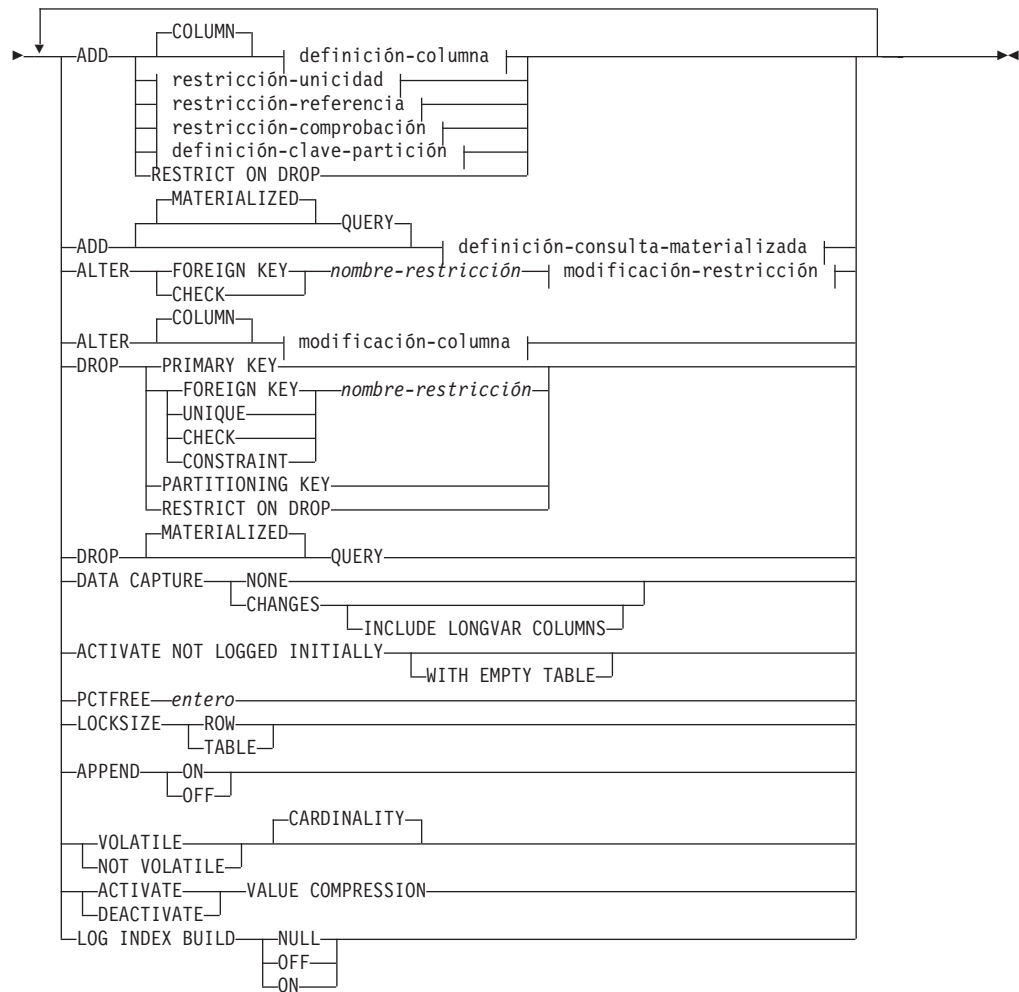 COLUMN
ADD definición-columna
restricción-unicidad
restricción-referencia
restricción-comprobación
definición-clave-partición
RESTRICT ON DROP
MATERIALIZED
QUERY
ADD definición-consulta-materializada
ALTER FOREIGN KEY nombre-restricción modificación-restricción
CHECK
COLUMN
ALTER modificación-columna
DROP PRIMARY KEY
FOREIGN KEY nombre-restricción
UNIQUE
CHECK
CONSTRAINT
PARTITIONING KEY
RESTRICT ON DROP
MATERIALIZED
DROP QUERY
DATA CAPTURE NONE
CHANGES
INCLUDE LONGVAR COLUMNS
ACTIVATE NOT LOGGED INITIALLY
WITH EMPTY TABLE
PCTFREE entero
LOCKSIZE ROW
TABLE
APPEND ON
OFF
CARDINALITY
VOLATILE
NOT VOLATILE
ACTIVATE VALUE COMPRESSION
DEACTIVATE
LOG INDEX BUILD NULL
OFF
ON